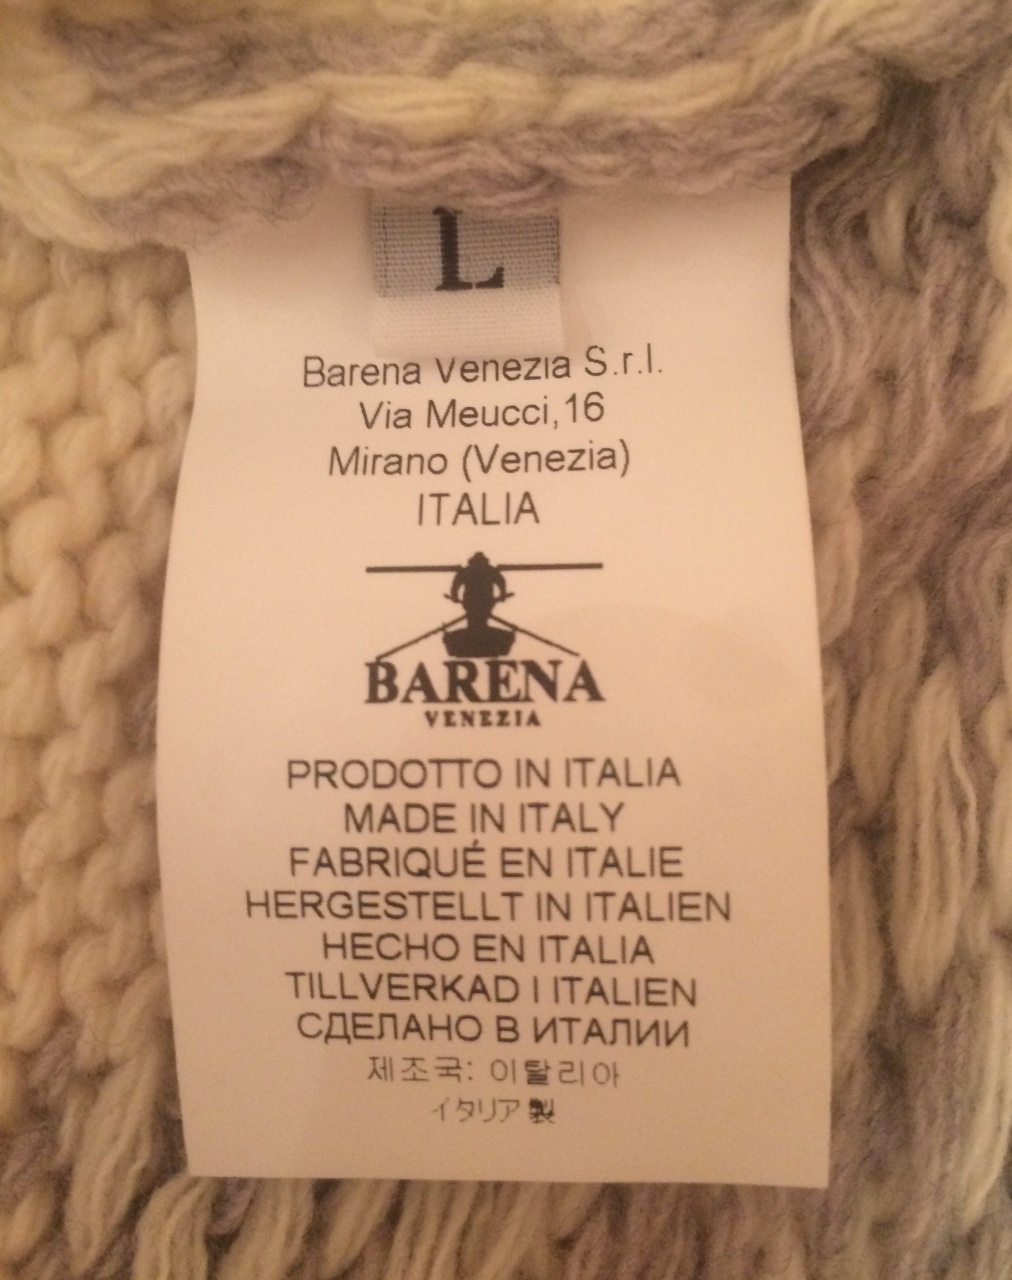 L
Barena Venezia S.r.l.
Via Meucci,16
Mirano (Venezia)
ITALIA
BARENA
VENEZIA
PRODOTTO IN ITALIA
MADE IN ITALY
FABRIQUÉ EN ITALIE
HERGESTELLT IN ITALIEN
HECHO EN ITALIA
TILLVERKAD I ITALIEN
СДЕЛАНО В ИТАЛИИ
제조국: 이탈리아
イタリア製